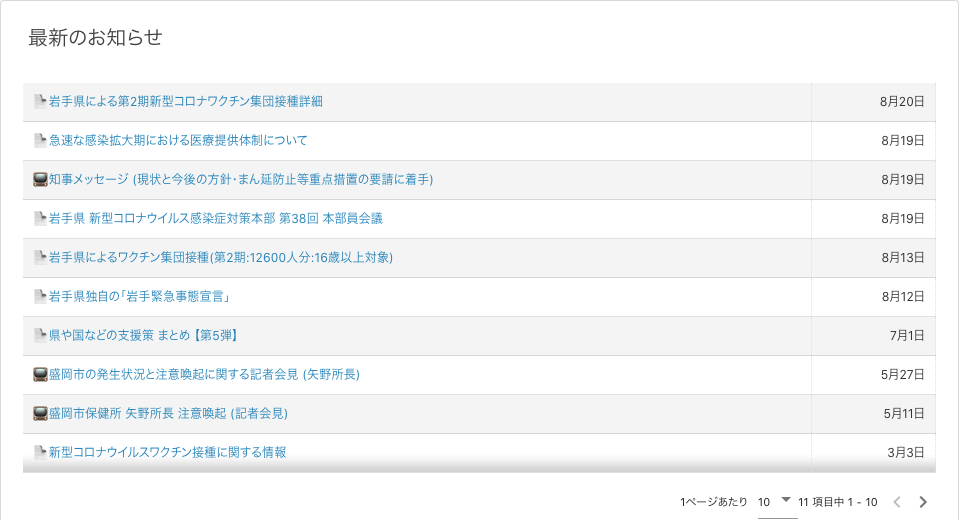 最新のお知らせ
岩手県による第2期新型コロナワクチン集団接種詳細 8月20日
急速な感染拡大期における医療提供体制について 8月19日
知事メッセージ (現状と今後の方針･まん延防止等重点措置の要請に着手) 8月19日
岩手県 新型コロナウイルス感染症対策本部 第38回 本部員会議 8月19日
岩手県によるワクチン集団接種(第2期:12600人分:16歳以上対象) 8月13日
岩手県独自の｢岩手緊急事態宣言｣ 8月12日
県や国などの支援策 まとめ【第5弾】 7月1日
盛岡市の発生状況と注意喚起に関する記者会見 (矢野所長) 5月27日
盛岡市保健所 矢野所長 注意喚起 (記者会見) 5月11日
新型コロナウイルスワクチン接種に関する情報 3月3日
1ページあたり 10 11 項目中 1 - 10